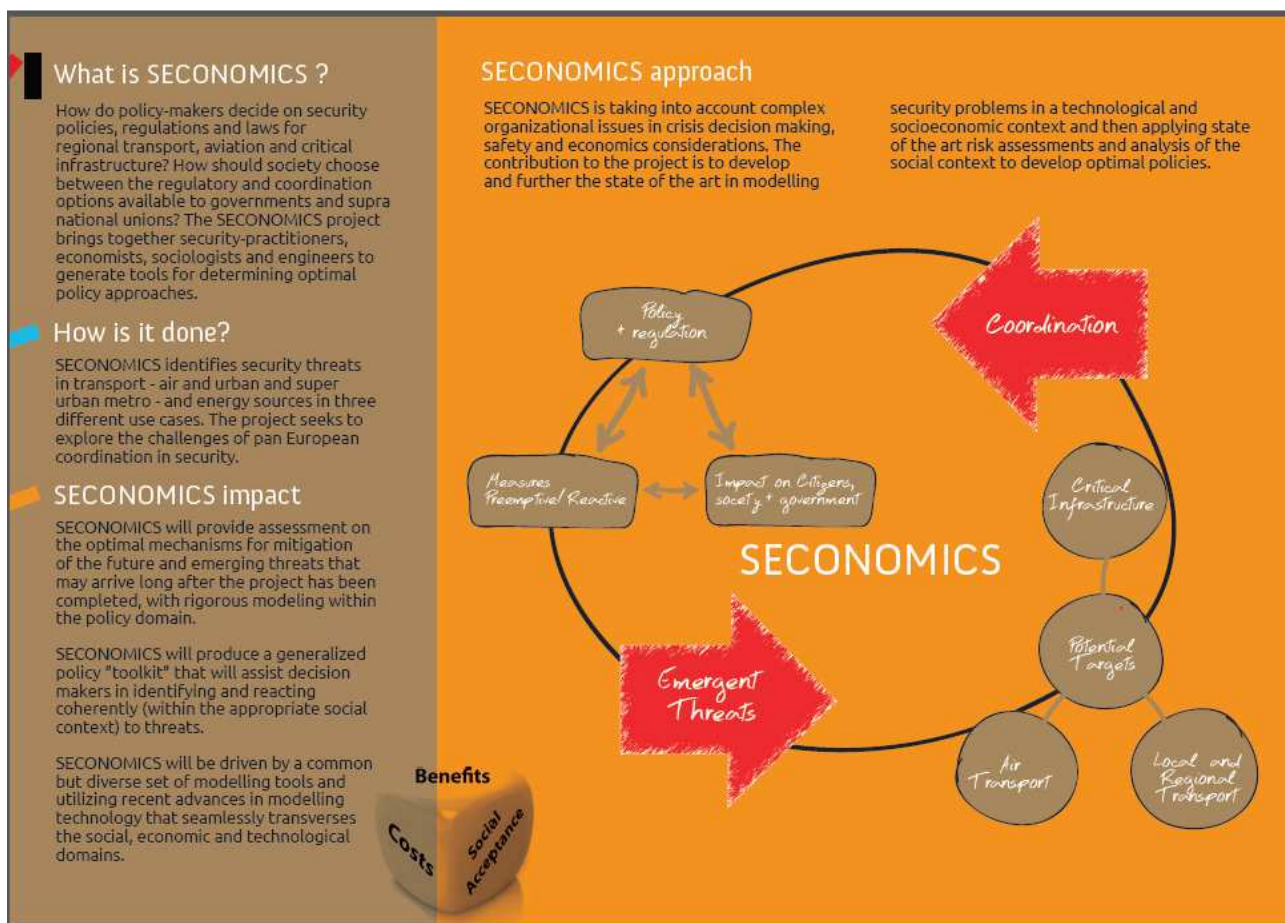 What is SECONOMICS ?
How do policy-makers decide on security
policies, regulations and laws for
regional transport, aviation and critical
infrastructure? How should society choose
between the regulatory and coordination
options available to governments and supra
national unions? The SECONOMICS project
brings together security-practitioners,
economists, sociologists and engineers to
generate tools for determining optimal
policy approaches.
How is it done?
SECONOMICS identifies security threats
in transport - air and urban and super
urban metro - and energy sources in three
different use cases. The project seeks to
explore the challenges of pan European
coordination in security.
SECONOMICS impact
SECONOMICS will provide assessment on
the optimal mechanisms for mitigation
of the future and emerging threats that
may arrive long after the project has been
completed, with rigorous modeling within
the policy domain.
SECONOMICS will produce a generalized
policy "toolkit" that will assist decision
makers in identifying and reacting
coherently (within the appropriate social
context) to threats.
SECONOMICS will be driven by a common
but diverse set of modelling tools and
utilizing recent advances in modelling
technology that seamlessly transverses
the social, economic and technological
domains.
Benefits
Costs
Social
Acceptance
SECONOMICS approach
SECONOMICS is taking into account complex
organizational issues in crisis decision making,
safety and economics considerations. The
contribution to the project is to develop
and further the state of the art in modelling
security problems in a technological and
socioeconomic context and then applying state
of the art risk assessments and analysis of the
social context to develop optimal policies.
Policy
+ regulation
Coordination
Measures
Preemptive/Reactive
Impact on Citizens,
society + government
Critical
Infrastructure
SECONOMICS
Potential
Targets
Emergent
Threats
Air
Transport
Local and
Regional
Transport